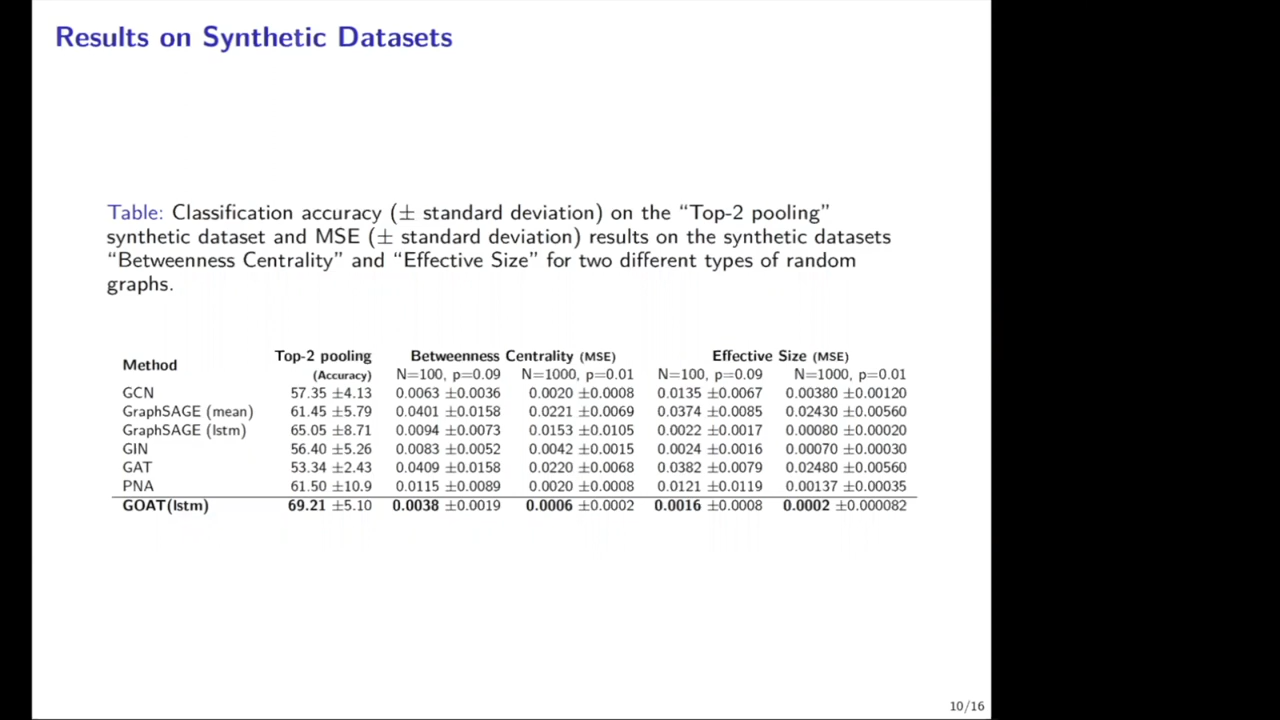 Results on Synthetic Datasets
Table: Classification accuracy (± standard deviation) on the “Top-2 pooling”
synthetic dataset and MSE (± standard deviation) results on the synthetic datasets
“Betweenness Centrality” and “Effective Size” for two different types of random
graphs.
Method Top-2 pooling Betweenness Centrality (MSE) Effective Size (MSE)
(Accuracy) N=100, p=0.09 N=1000, p=0.01 N=100, p=0.09 N=1000, p=0.01
GCN 57.35 ±4.13 0.0063 ±0.0036 0.0020 ±0.0008 0.0135 ±0.0067 0.00380 ±0.00120
GraphSAGE (mean) 61.45 ±5.79 0.0401 ±0.0158 0.0221 ±0.0069 0.0374 ±0.0085 0.02430 ±0.00560
GraphSAGE (lstm) 65.05 ±8.71 0.0094 ±0.0073 0.0153 ±0.0105 0.0022 ±0.0017 0.00080 ±0.00020
GIN 56.40 ±5.26 0.0083 ±0.0052 0.0042 ±0.0015 0.0024 ±0.0016 0.00070 ±0.00030
GAT 53.34 ±2.43 0.0409 ±0.0158 0.0220 ±0.0068 0.0382 ±0.0079 0.02480 ±0.00560
PNA 61.50 ±10.9 0.0115 ±0.0089 0.0020 ±0.0008 0.0121 ±0.0119 0.00137 ±0.00035
GOAT(lstm) 69.21 ±5.10 0.0038 ±0.0019 0.0006 ±0.0002 0.0016 ±0.0008 0.0002 ±0.000082
10/16